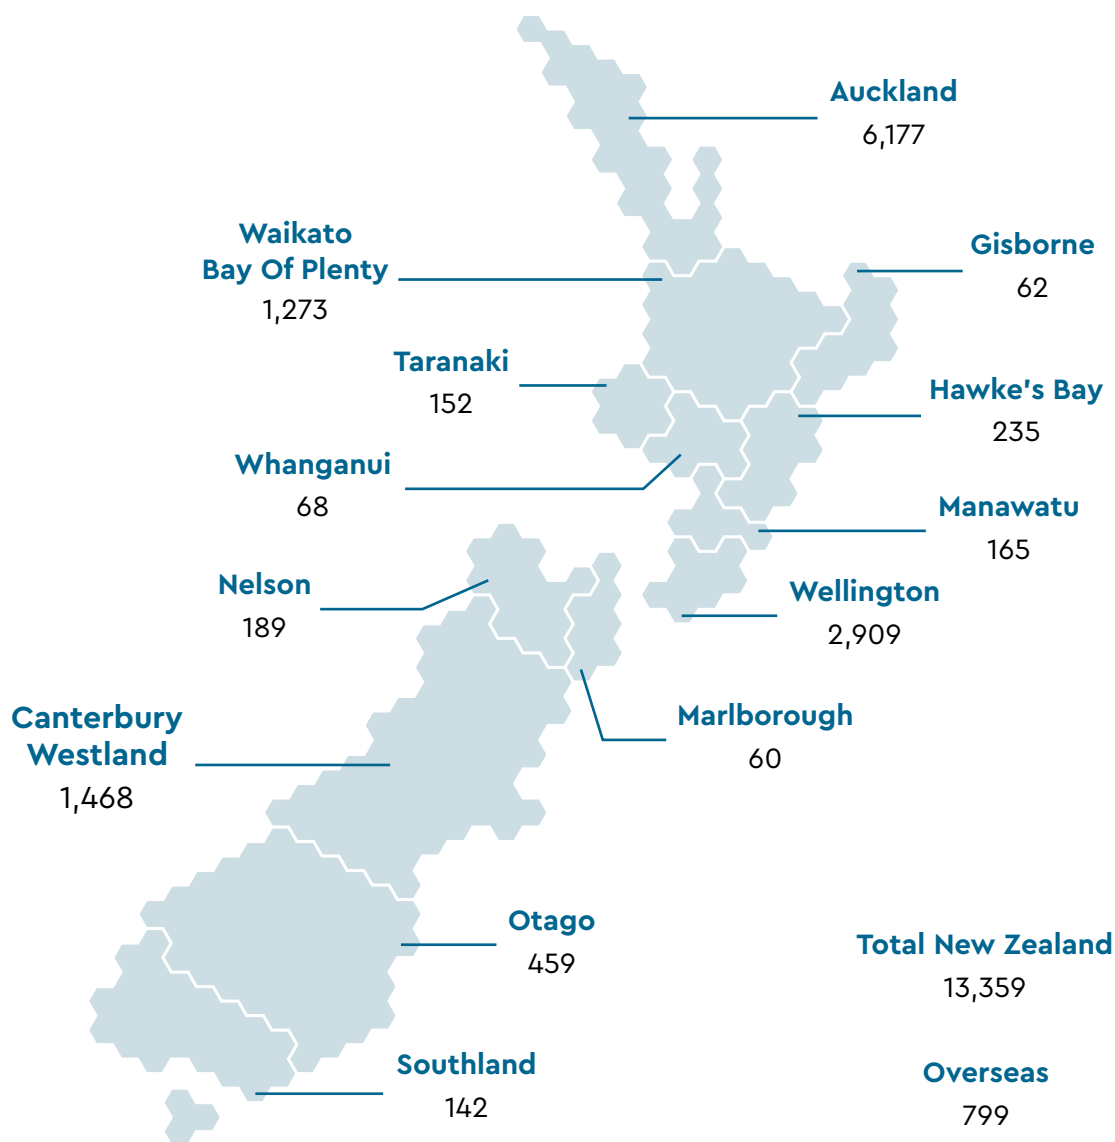 Auckland
6,177
Waikato
Bay Of Plenty
1,273
Gisborne
62
Taranaki
152
Hawke's Bay
235
Whanganui
68
Manawatu
165
Nelson
189
Wellington
2,909
Canterbury
Westland
1,468
Marlborough
60
Otago
459
Total New Zealand
13,359
Southland
142
Overseas
799